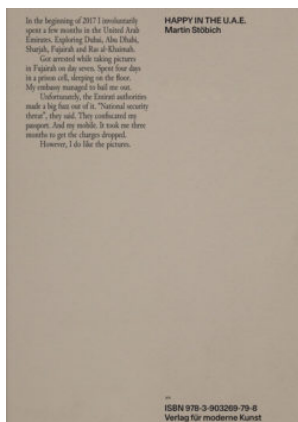 In the beginning of 2017 I involuntarily
spent a few months in the United Arab
Emirates. Exploring Dubai, Abu Dhabi,
Sharjah, Fujairah and Ras al-Khaimah.
Got arrested while taking pictures
in Fujairah on day seven. Spent four days
in a prison cell, sleeping on the floor.
My embassy managed to bail me out.
Unfortunately, the Emirati authorities
made a big fuzz out of it. "National security
threat", they said. They confiscated my
passport. And my mobile. It took me three
months to get the charges dropped.
However, I do like the pictures.
HAPPY IN THE U.A.E.
Martin Stöbich
ISBN 978-3-903269-79-8
Verlag für moderne Kunst